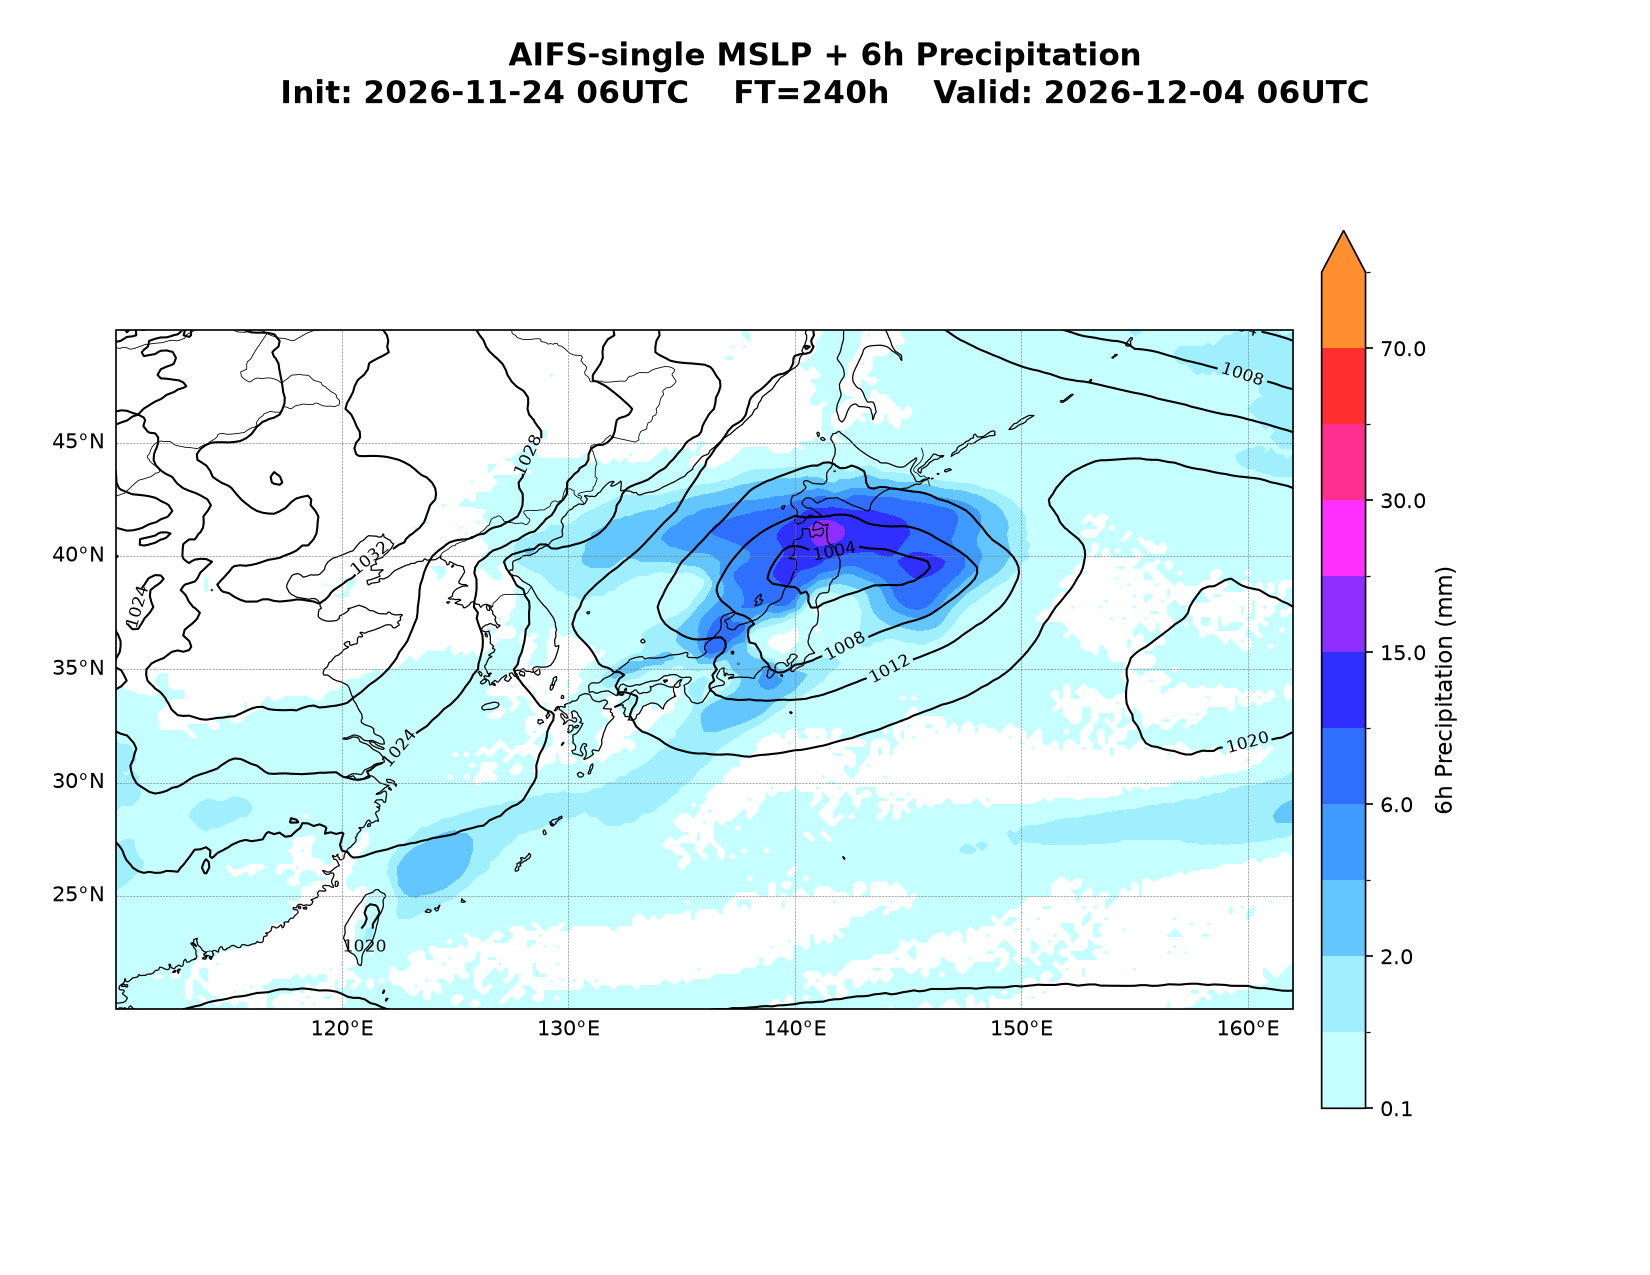 AIFS-single MSLP + 6h Precipitation
Init: 2026-11-24 06UTC    FT=240h    Valid: 2026-12-04 06UTC
1008
45°N
1028
70.0
30.0
40°N
1032
1004
1024
15.0
35°N
1008
1012
6h Precipitation (mm)
1024
1020
30°N
6.0
25°N
1020
2.0
120°E 130°E 140°E 150°E 160°E
0.1